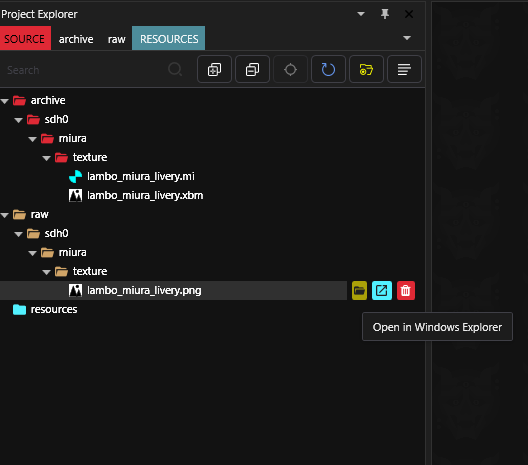 Project Explorer
SOURCE archive raw RESOURCES
Search
archive
sdh0
miura
texture
lambo_miura_livery.mi
lambo_miura_livery.xbm
raw
sdh0
miura
texture
lambo_miura_livery.png
resources
Open in Windows Explorer